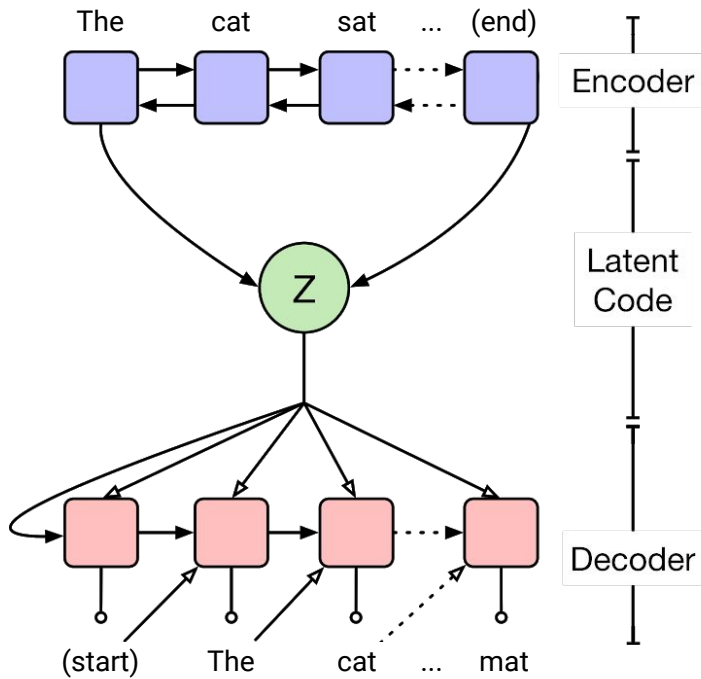 The cat sat ... (end)
Encoder
Z
Latent
Code
Decoder
(start) The cat ... mat